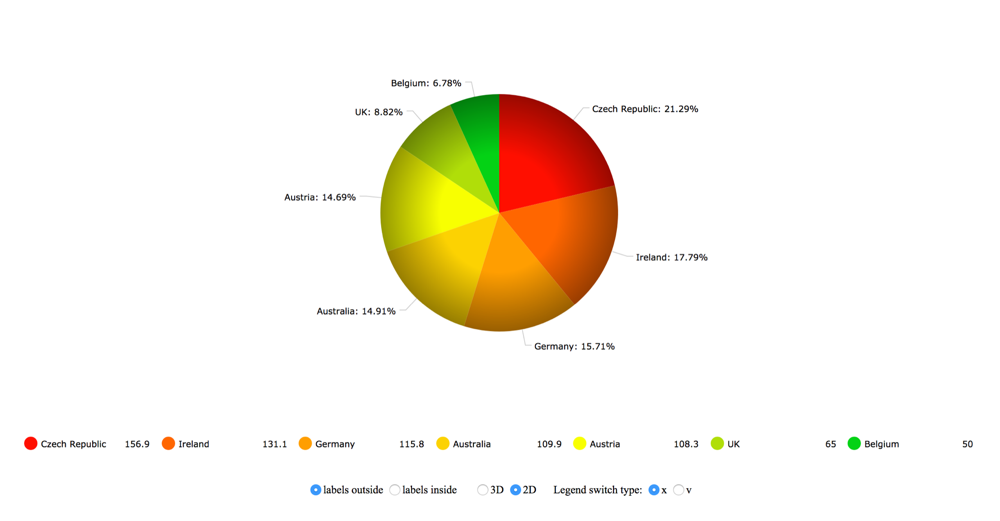 Belgium: 6.78%
Czech Republic: 21.29%
UK: 8.82%
Austria: 14.69%
Ireland: 17.79%
Australia: 14.91%
Germany: 15.71%
Czech Republic 156.9 Ireland 131.1 Germany 115.8 Australia 109.9 Austria 108.3 UK 65 Belgium 50
labels outside labels inside 3D 2D Legend switch type: x v